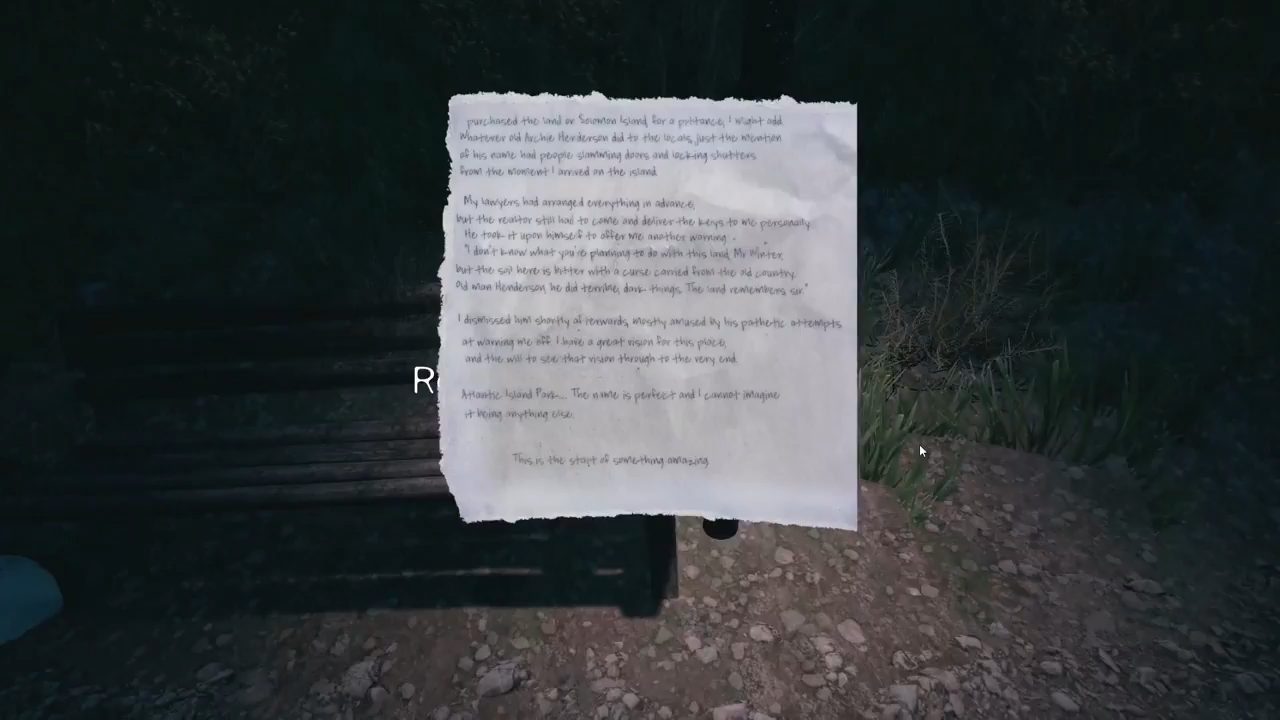 purchased the land on Solomon Island, for a pittance, I might add.
Whatever old Archie Henderson did to the locals, just the mention
of his name had people slamming doors and locking shutters
from the moment I arrived on the island.
My lawyers had arranged everything in advance,
but the realtor still had to come and deliver the keys to me personally.
He took it upon himself to offer me another warning -
"I don't know what you're planning to do with this land, Mr Winter,
but the soil here is bitter with a curse carried from the old country.
Old man Henderson, he did terrible, dark things. The land remembers, sir."
I dismissed him shortly afterwards, mostly amused by his pathetic attempts
at warning me off. I have a great vision for this place,
and the will to see that vision through to the very end.
Atlantic Island Park... The name is perfect and I cannot imagine
it being anything else.
This is the start of something amazing.